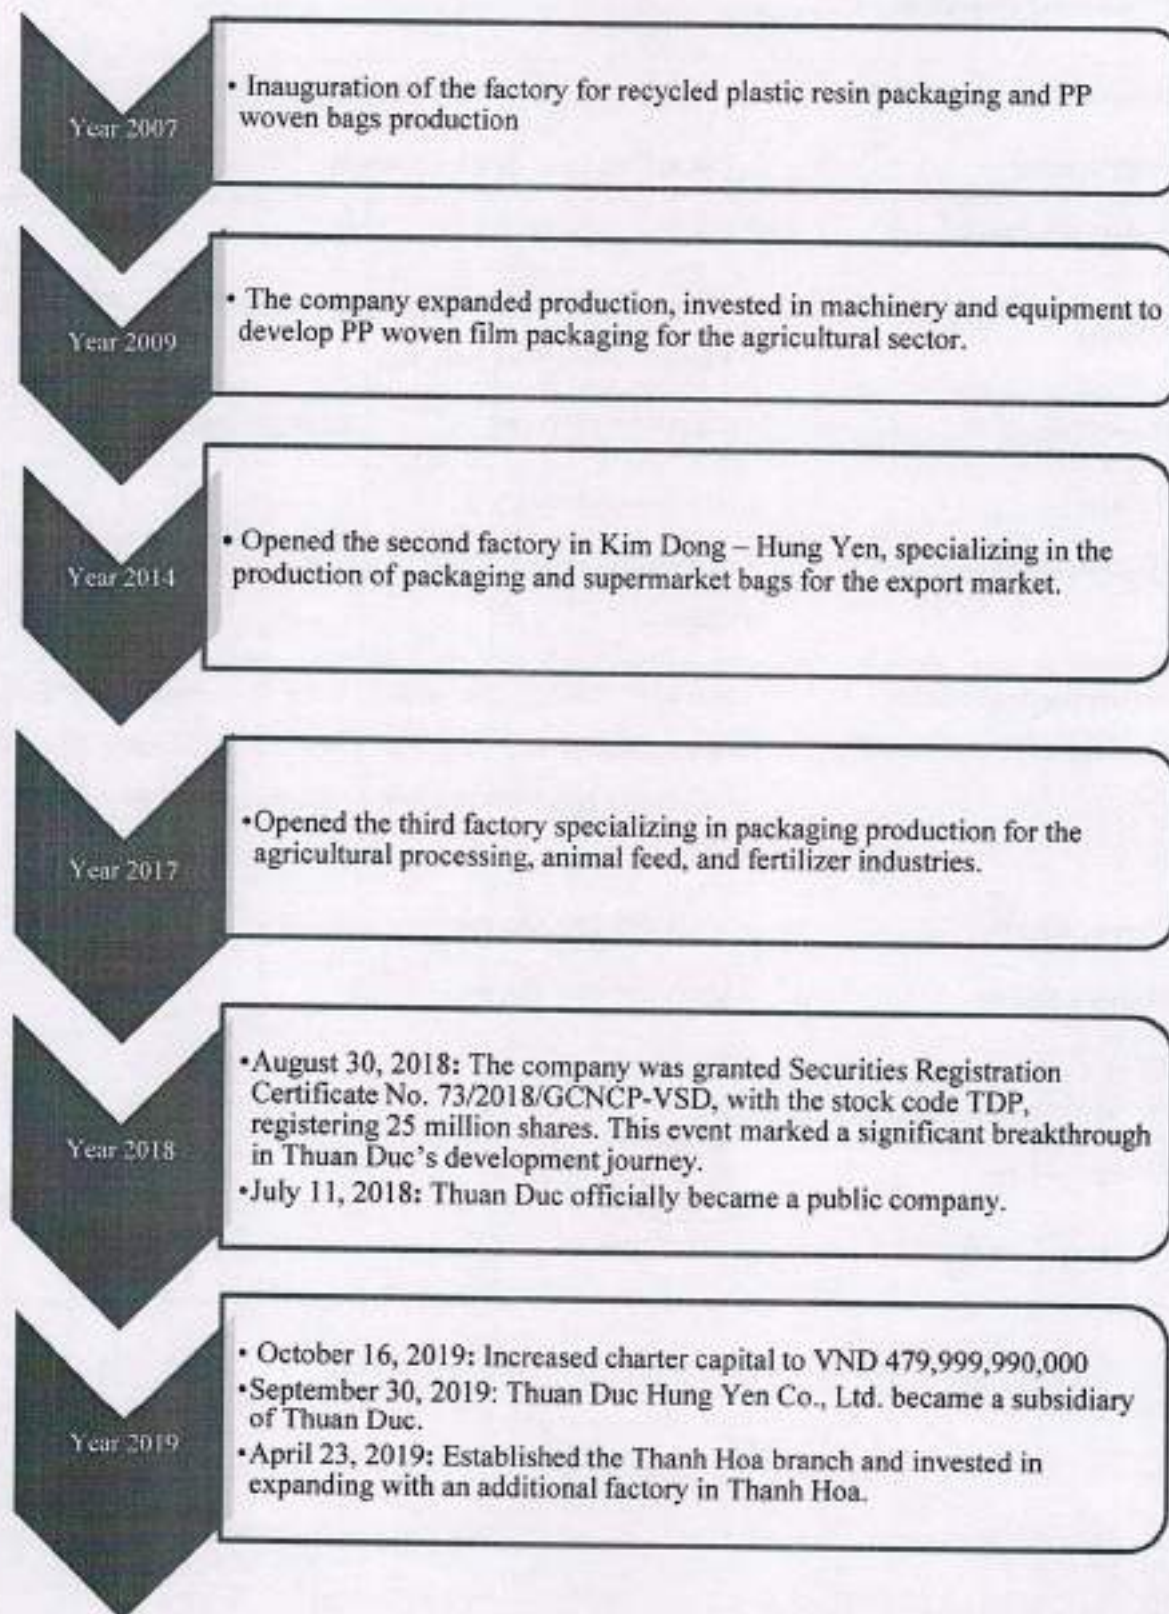 Year 2007
• Inauguration of the factory for recycled plastic resin packaging and PP
woven bags production
Year 2009
• The company expanded production, invested in machinery and equipment to
develop PP woven film packaging for the agricultural sector.
Year 2014
• Opened the second factory in Kim Dong – Hung Yen, specializing in the
production of packaging and supermarket bags for the export market.
Year 2017
•Opened the third factory specializing in packaging production for the
agricultural processing, animal feed, and fertilizer industries.
Year 2018
•August 30, 2018: The company was granted Securities Registration
Certificate No. 73/2018/GCNCP-VSD, with the stock code TDP,
registering 25 million shares. This event marked a significant breakthrough
in Thuan Duc's development journey.
•July 11, 2018: Thuan Duc officially became a public company.
Year 2019
• October 16, 2019: Increased charter capital to VND 479,999,990,000
•September 30, 2019: Thuan Duc Hung Yen Co., Ltd. became a subsidiary
of Thuan Duc.
•April 23, 2019: Established the Thanh Hoa branch and invested in
expanding with an additional factory in Thanh Hoa.